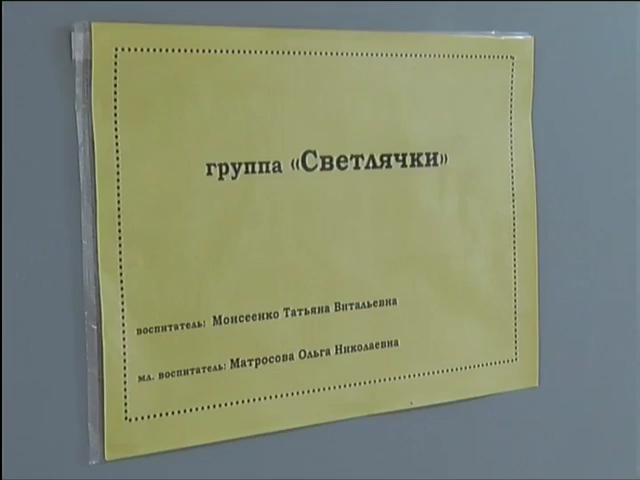 группа «Светлячки»
воспитатель: Моисеенко Татьяна Витальевна
мл. воспитатель: Матросова Ольга Николаевна